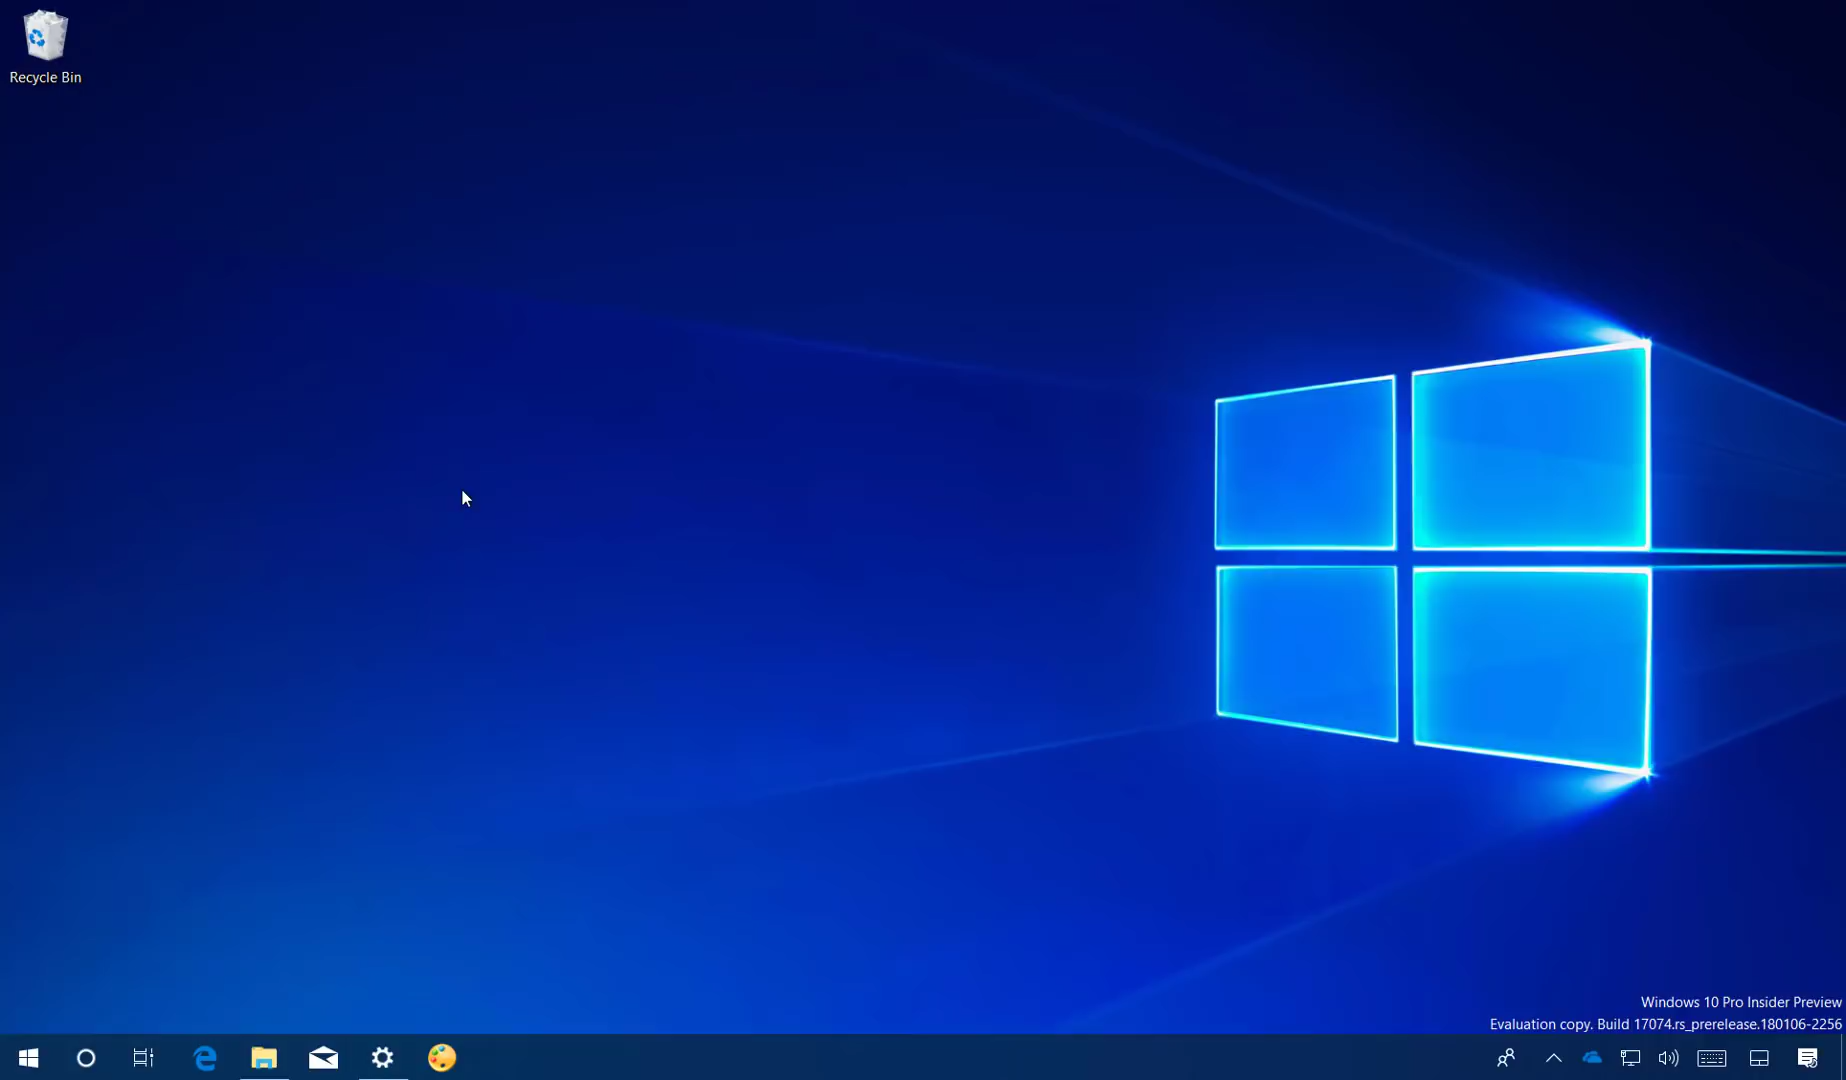 Recycle Bin
Windows 10 Pro Insider Preview
Evaluation copy. Build 17074.rs_prerelease.180106-2256